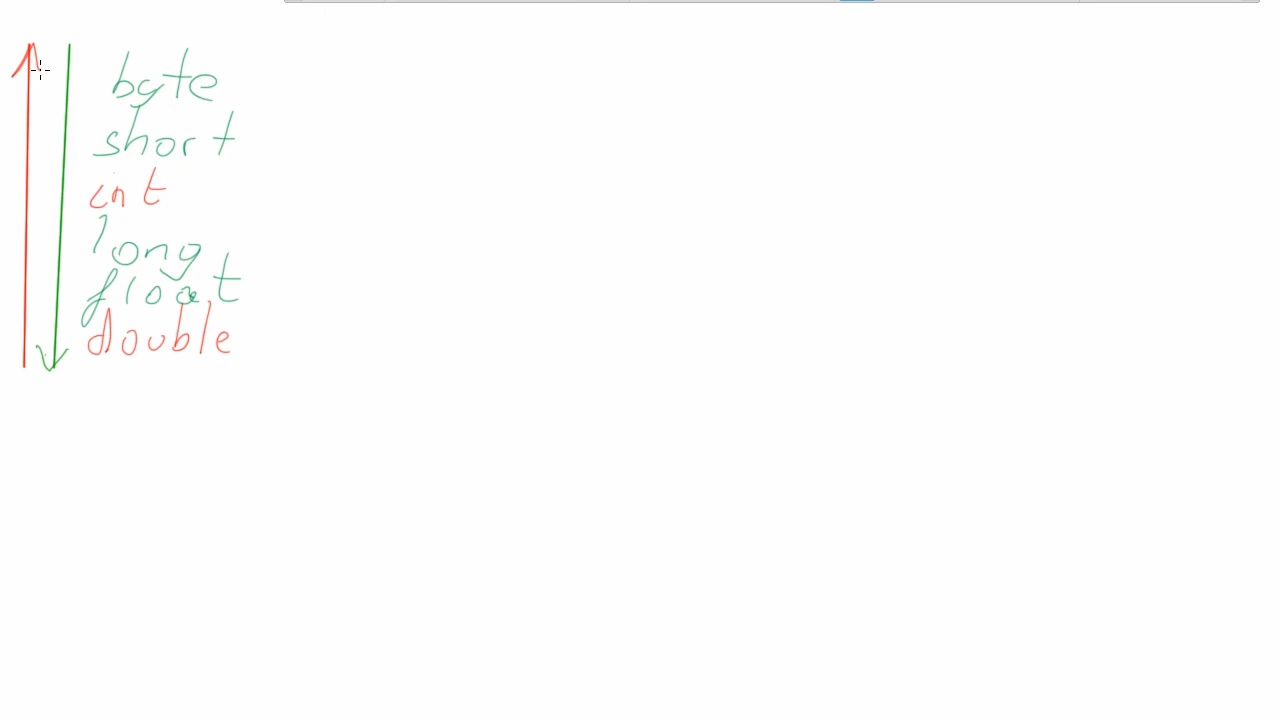 byte
short
int
long
float
double